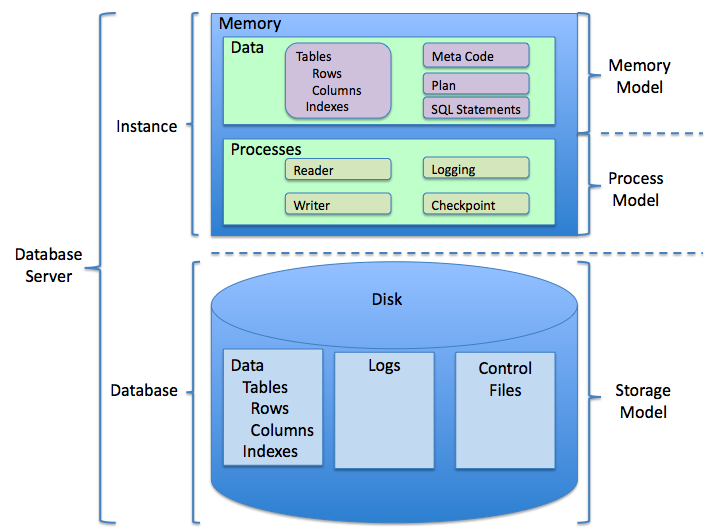 Memory
Data
Tables
Rows
Columns
Indexes
Meta Code
Plan
SQL Statements
Processes
Reader
Logging
Writer
Checkpoint
Instance
Memory
Model
Process
Model
Database
Server
Disk
Data
Tables
Rows
Columns
Indexes
Logs
Control
Files
Database
Storage
Model